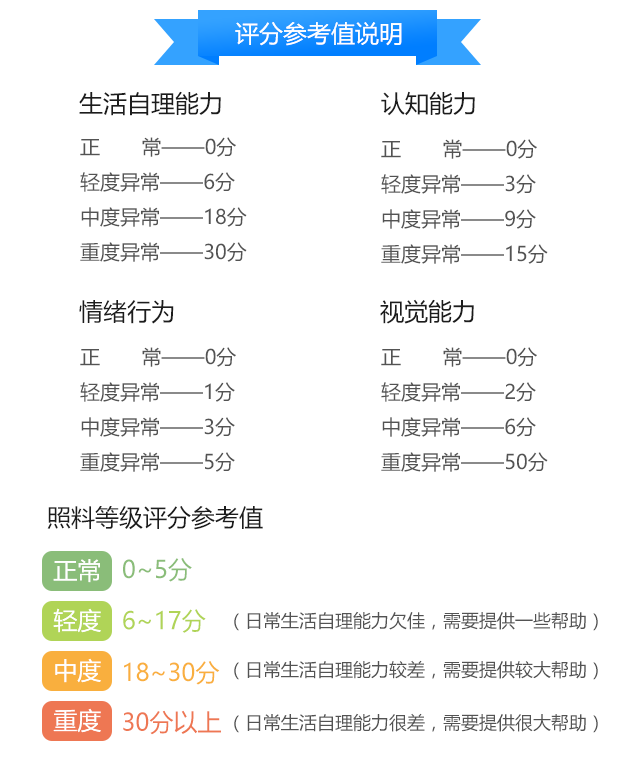 评分参考值说明
生活自理能力
正 常——0分
轻度异常——6分
中度异常——18分
重度异常——30分
认知能力
正 常——0分
轻度异常——3分
中度异常——9分
重度异常——15分
情绪行为
正 常——0分
轻度异常——1分
中度异常——3分
重度异常——5分
视觉能力
正 常——0分
轻度异常——2分
中度异常——6分
重度异常——50分
照料等级评分参考值
正常 0~5分
轻度 6~17分（日常生活自理能力欠佳，需要提供一些帮助）
中度 18~30分（日常生活自理能力较差，需要提供较大帮助）
重度 30分以上（日常生活自理能力很差，需要提供很大帮助）